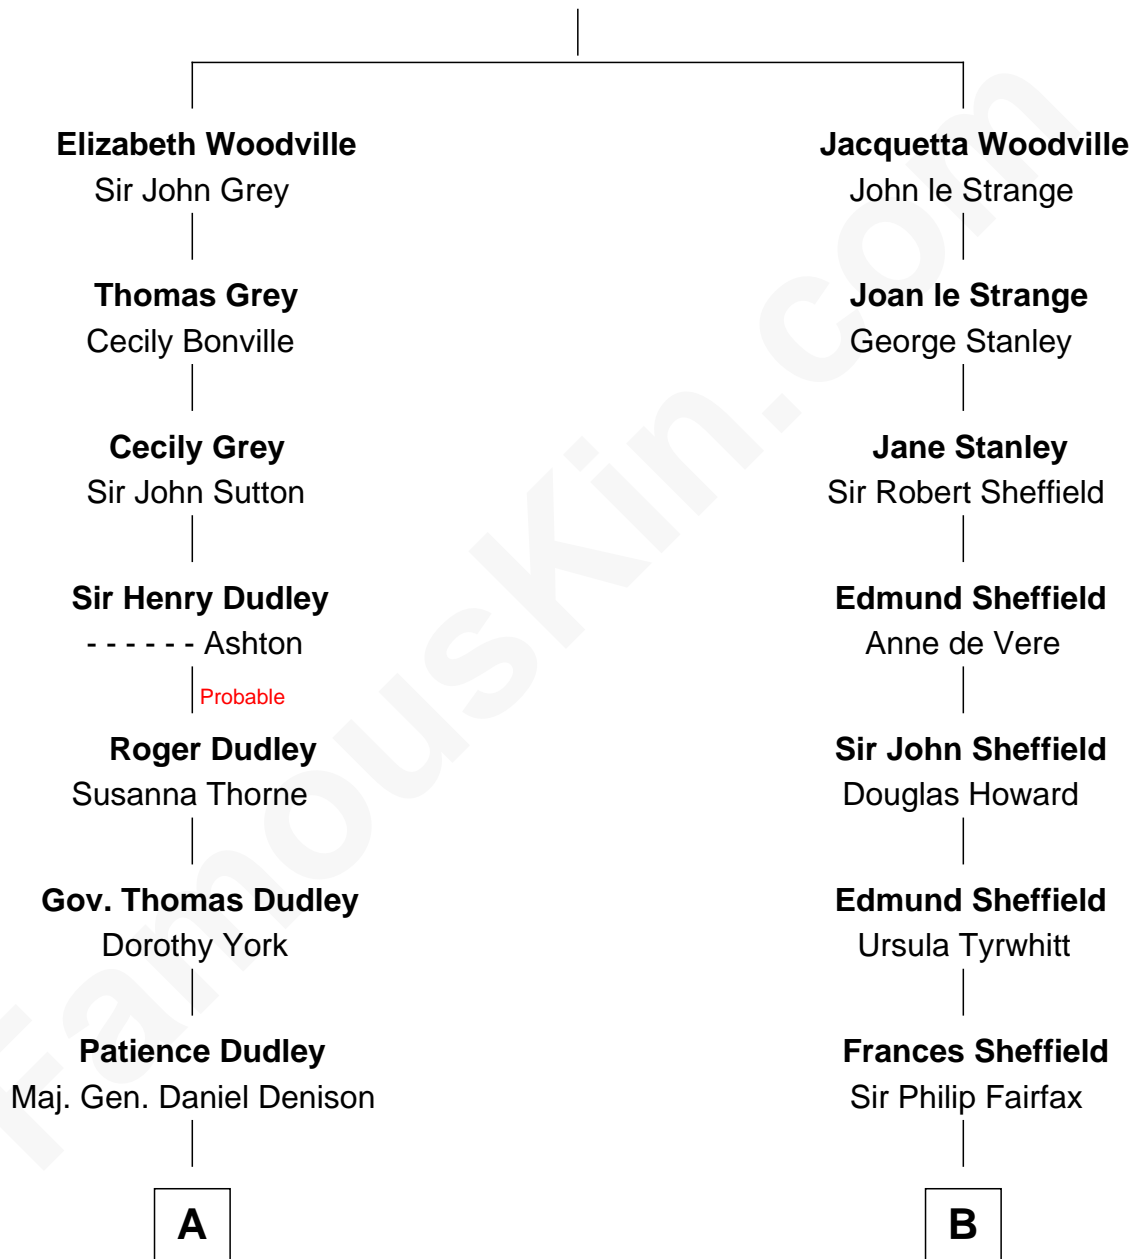 Elizabeth Woodville
Sir John Grey
Thomas Grey
Cecily Bonville
Cecily Grey
Sir John Sutton
Sir Henry Dudley
- - - - - - Ashton
Probable
Roger Dudley
Susanna Thorne
Gov. Thomas Dudley
Dorothy York
Patience Dudley
Maj. Gen. Daniel Denison
A
Jacquetta Woodville
John le Strange
Joan le Strange
George Stanley
Jane Stanley
Sir Robert Sheffield
Edmund Sheffield
Anne de Vere
Sir John Sheffield
Douglas Howard
Edmund Sheffield
Ursula Tyrwhitt
Frances Sheffield
Sir Philip Fairfax
B
FamousKin.com